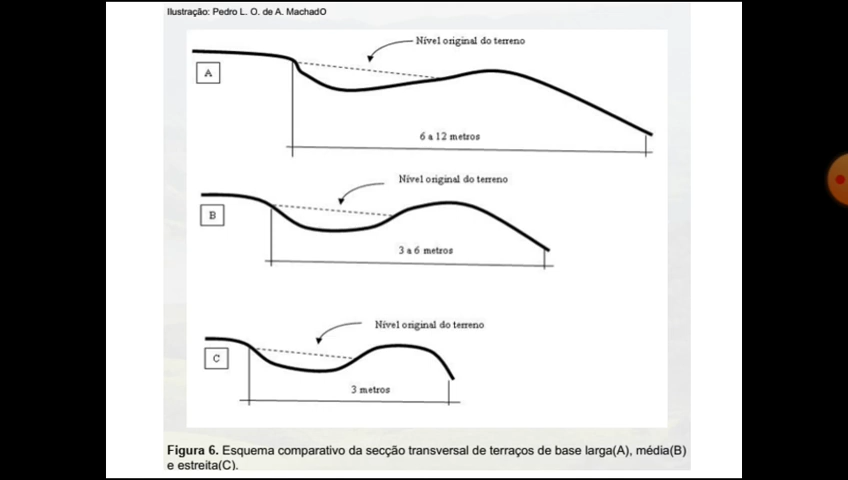 Ilustração: Pedro L. O. de A. MachadO
Nível original do terreno
A
6 a 12 metros
Nível original do terreno
B
3 a 6 metros
Nível original do terreno
C
3 metros
Figura 6. Esquema comparativo da secção transversal de terraços de base larga(A), média(B)
e estreita(C).